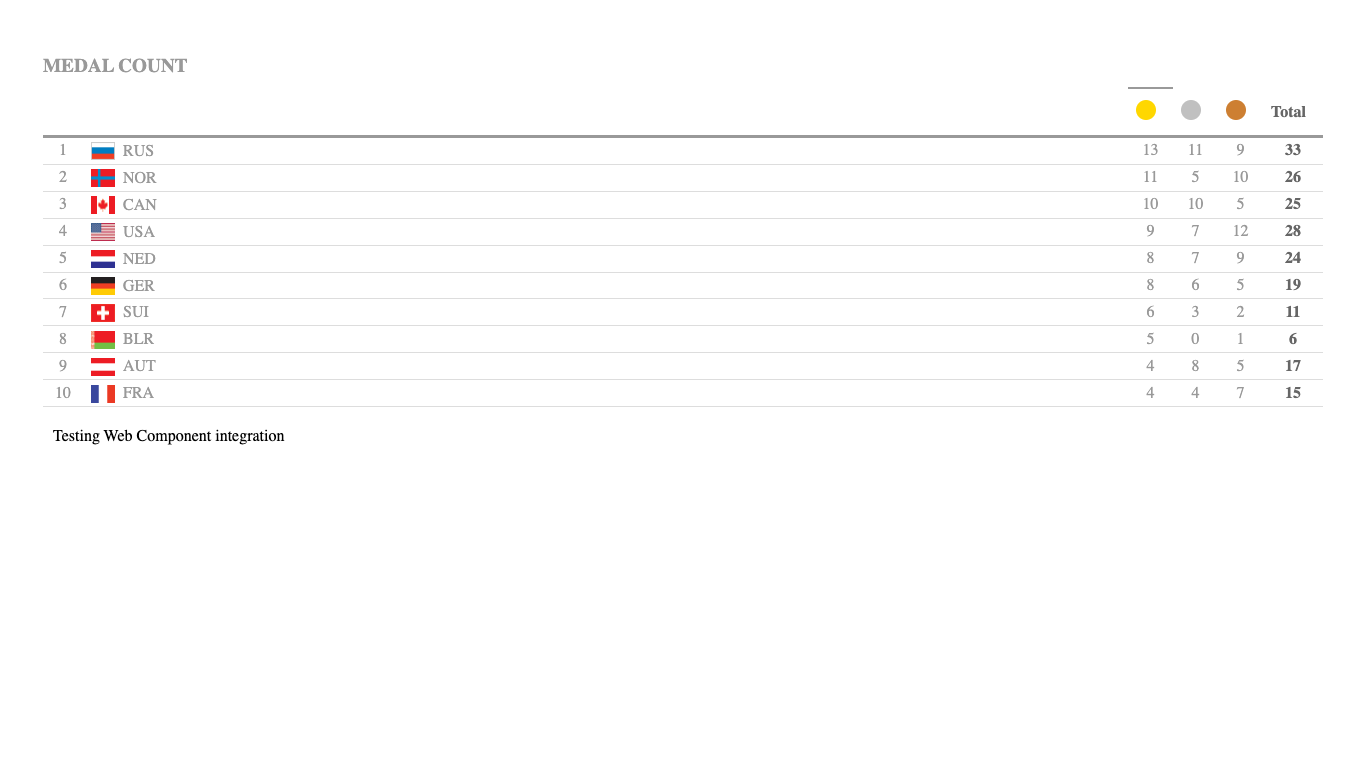 MEDAL COUNT
Total
1 RUS 13 11 9 33
2 NOR 11 5 10 26
3 CAN 10 10 5 25
4 USA 9 7 12 28
5 NED 8 7 9 24
6 GER 8 6 5 19
7 SUI 6 3 2 11
8 BLR 5 0 1 6
9 AUT 4 8 5 17
10 FRA 4 4 7 15
Testing Web Component integration